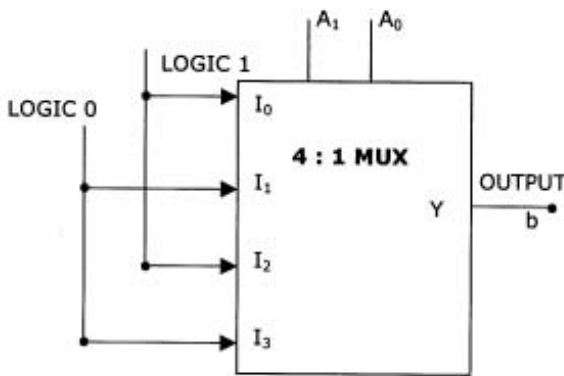 A₁ A₀
LOGIC 1
LOGIC 0
I₀
4 : 1 MUX
I₁
OUTPUT
Y
b
I₂
I₃